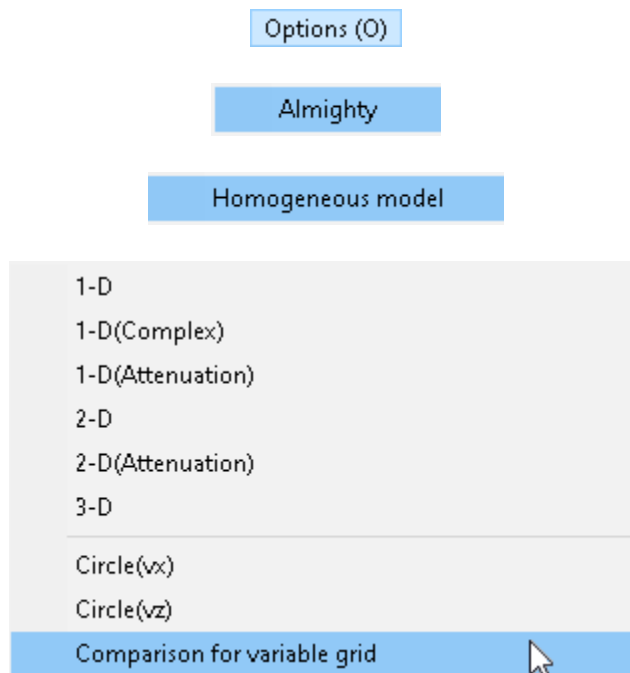 Options (O)
Almighty
Homogeneous model
1-D
1-D(Complex)
1-D(Attenuation)
2-D
2-D(Attenuation)
3-D
Circle(vx)
Circle(vz)
Comparison for variable grid